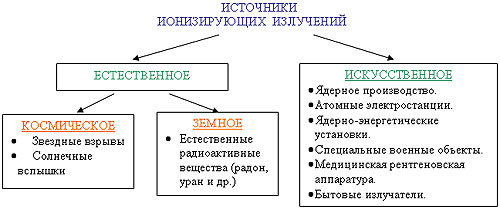 ИСТОЧНИКИ
ИОНИЗИРУЮЩИХ ИЗЛУЧЕНИЙ
ЕСТЕСТВЕННОЕ
КОСМИЧЕСКОЕ
• Звездные взрывы
• Солнечные
вспышки
ЗЕМНОЕ
• Естественные
радиоактивные
вещества (радон,
уран и др.)
ИСКУССТВЕННОЕ
•Ядерное производство.
•Атомные электростанции.
•Ядерно-энергетические
установки.
•Специальные военные объекты.
•Медицинская рентгеновская
аппаратура.
•Бытовые излучатели.